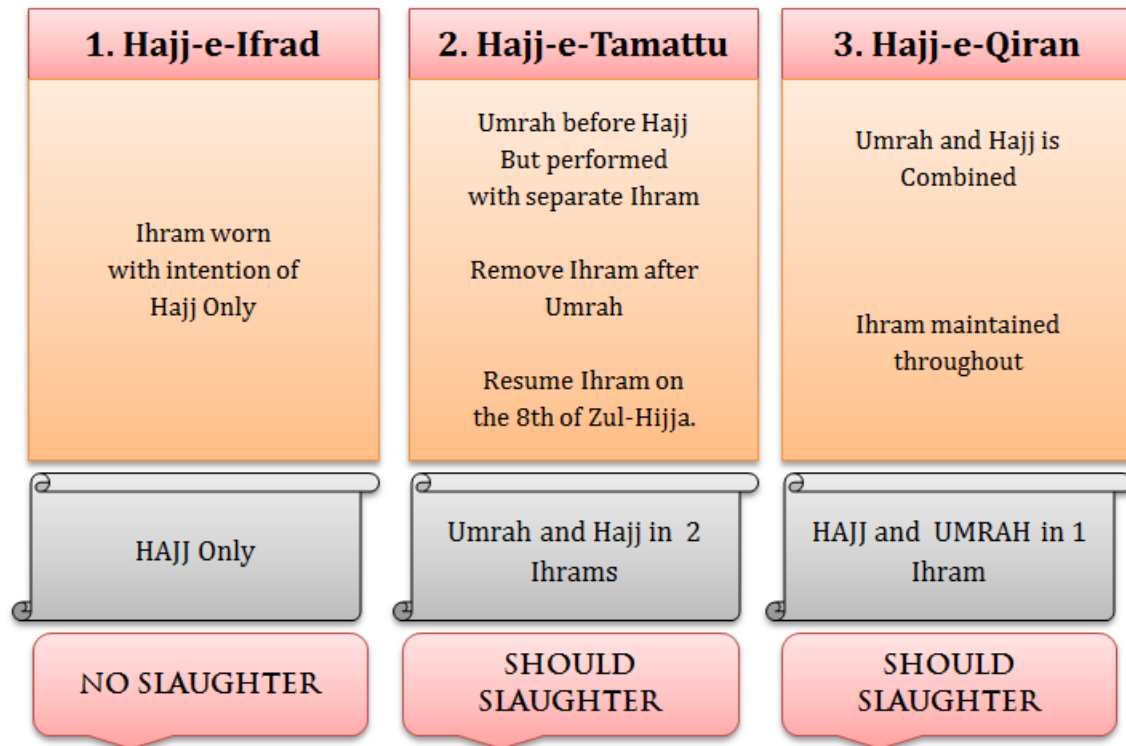 1. Hajj-e-Ifrad
Ihram worn
with intention of
Hajj Only
HAJJ Only
NO SLAUGHTER
2. Hajj-e-Tamattu
Umrah before Hajj
But performed
with separate Ihram
Remove Ihram after
Umrah
Resume Ihram on
the 8th of Zul-Hijja.
Umrah and Hajj in 2
Ihrams
SHOULD
SLAUGHTER
3. Hajj-e-Qiran
Umrah and Hajj is
Combined
Ihram maintained
throughout
HAJJ and UMRAH in 1
Ihram
SHOULD
SLAUGHTER